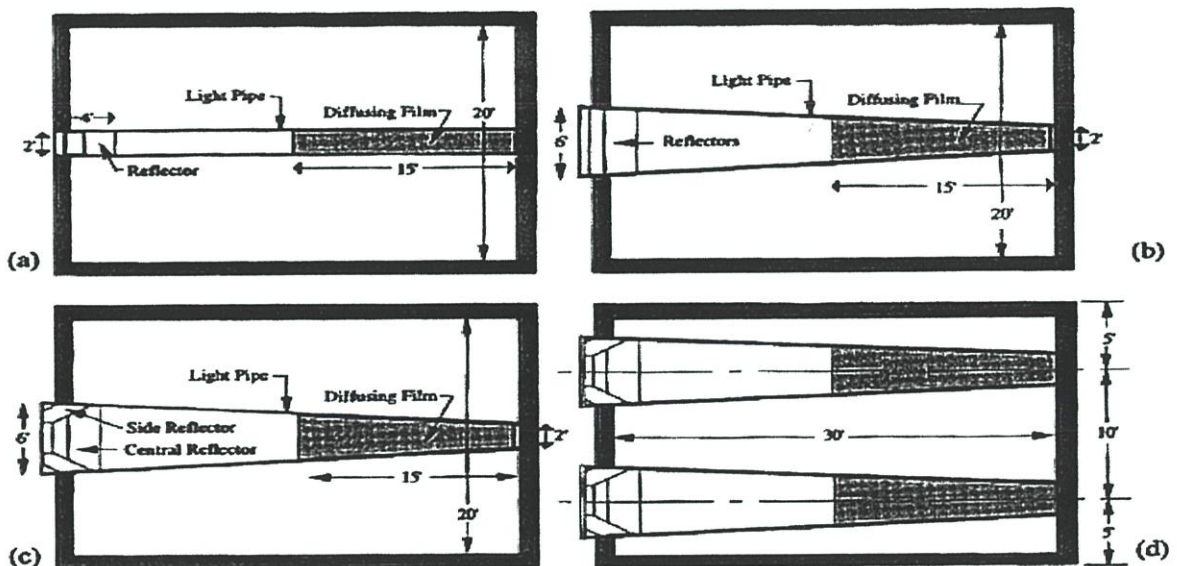 4'
Light Pipe
20'
Diffusing Film
2'
Reflector
15'
(a)
Light Pipe
Diffusing Film
6'
Reflectors
2'
15'
20'
(b)
Light Pipe
Diffusing Film
6'
Side Reflector
Central Reflector
2'
15'
20'
(c)
5'
30'
10'
5'
(d)